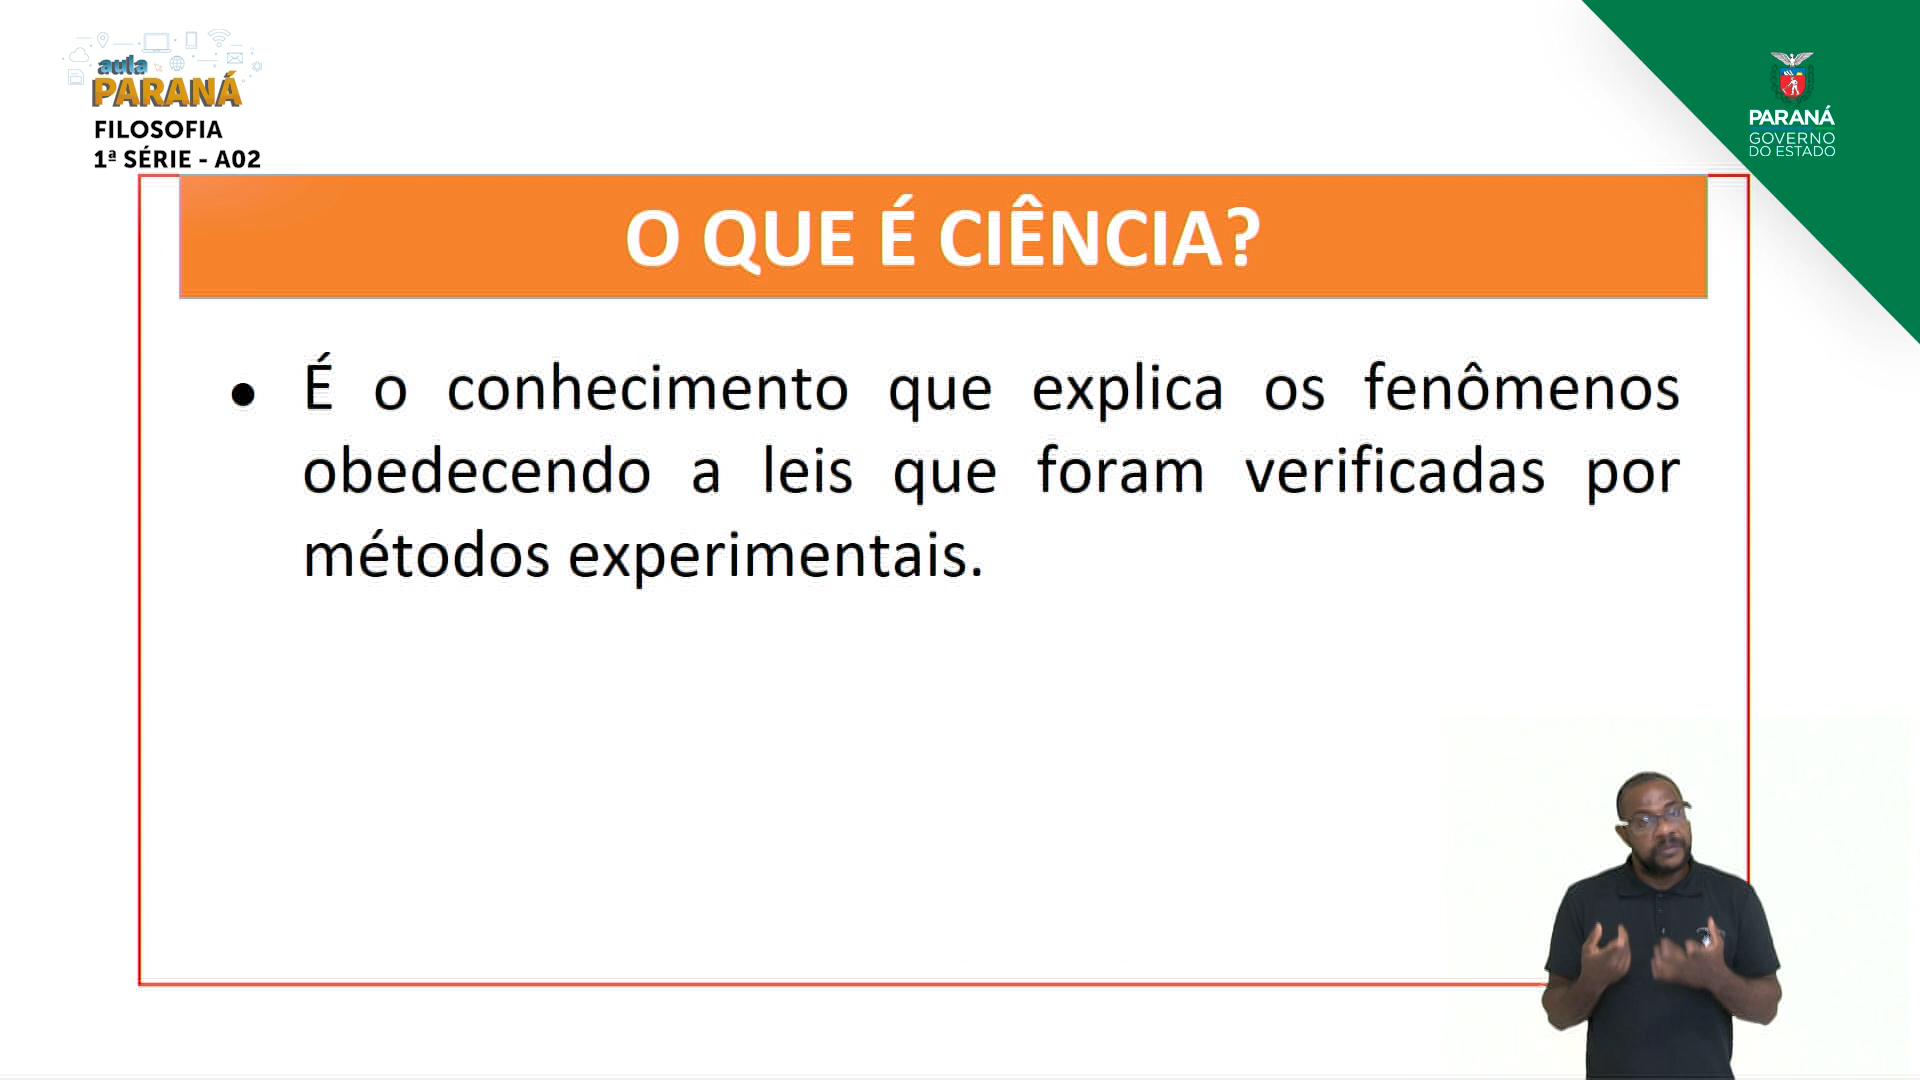 aula
PARANÁ
FILOSOFIA
1ª SÉRIE - A02
PARANÁ
GOVERNO
DO ESTADO
O QUE É CIÊNCIA?
• É o conhecimento que explica os fenômenos
obedecendo a leis que foram verificadas por
métodos experimentais.